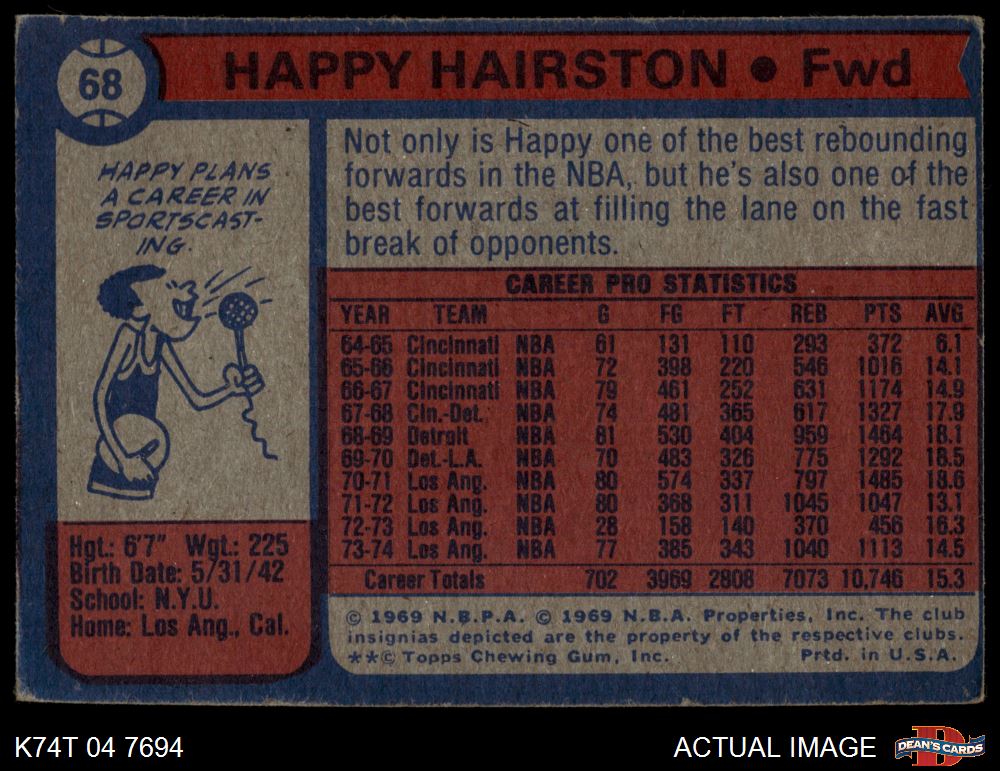 68
HAPPY HAIRSTON • Fwd
HAPPY PLANS
A CAREER IN
SPORTSCAST-
ING.
Not only is Happy one of the best rebounding
forwards in the NBA, but he's also one of the
best forwards at filling the lane on the fast
break of opponents.
CAREER PRO STATISTICS
YEAR TEAM G FG FT REB PTS AVG
64-65 Cincinnati NBA 61 131 110 293 372 6.1
65-66 Cincinnati NBA 72 398 220 546 1016 14.1
66-67 Cincinnati NBA 79 461 252 631 1174 14.9
67-68 Cin.-Det. NBA 74 481 365 617 1327 17.9
68-69 Detroit NBA 81 530 404 959 1464 18.1
69-70 Det.-L.A. NBA 70 483 326 775 1292 18.5
70-71 Los Ang. NBA 80 574 337 797 1485 18.6
71-72 Los Ang. NBA 80 368 311 1045 1047 13.1
72-73 Los Ang. NBA 28 158 140 370 456 16.3
73-74 Los Ang. NBA 77 385 343 1040 1113 14.5
Career Totals 702 3969 2808 7073 10,746 15.3
Hgt.: 6'7" Wgt.: 225
Birth Date: 5/31/42
School: N.Y.U.
Home: Los Ang., Cal.
© 1969 N.B.P.A. © 1969 N.B.A. Properties, Inc. The club
insignias depicted are the property of the respective clubs.
**© Topps Chewing Gum, Inc. Prtd. in U.S.A.
K74T 04 7694
ACTUAL IMAGE
DEAN'S CARDS